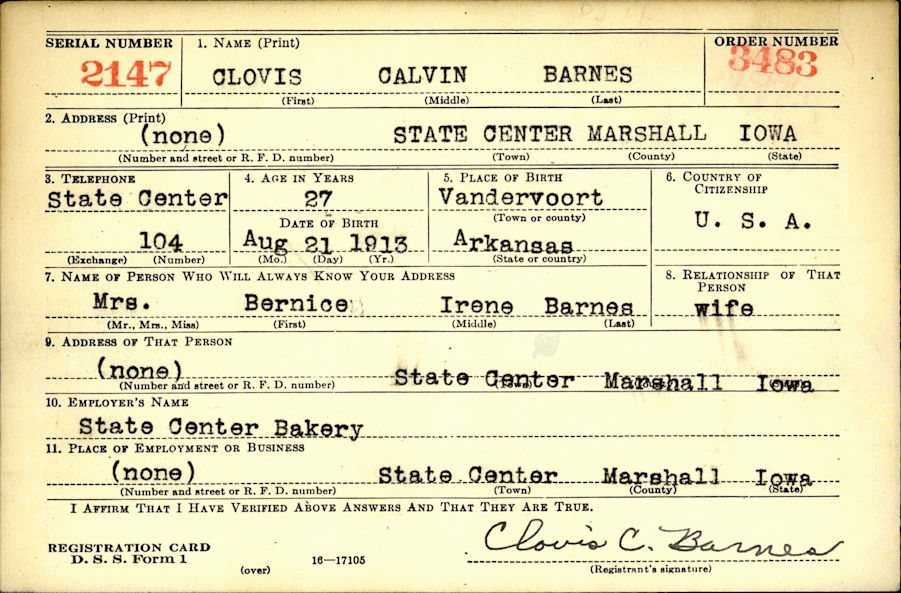 SERIAL NUMBER 1. NAME (Print) ORDER NUMBER
2147 CLOVIS CALVIN BARNES 3483
(First) (Middle) (Last)
2. ADDRESS (Print)
(none) STATE CENTER MARSHALL IOWA
(Number and street or R. F. D. number) (Town) (County) (State)
3. TELEPHONE 4. AGE IN YEARS 5. PLACE OF BIRTH 6. COUNTRY OF CITIZENSHIP
State Center 27 Vandervoort
(Town or county)
DATE OF BIRTH U. S. A.
104 Aug 21 1913 Arkansas
(Exchange) (Number) (Mo.) (Day) (Yr.) (State or country)
7. NAME OF PERSON WHO WILL ALWAYS KNOW YOUR ADDRESS 8. RELATIONSHIP OF THAT PERSON
Mrs. Bernice Irene Barnes wife
(Mr., Mrs., Miss) (First) (Middle) (Last)
9. ADDRESS OF THAT PERSON
(none) State Center Marshall Iowa
(Number and street or R. F. D. number) (Town) (County) (State)
10. EMPLOYER'S NAME
State Center Bakery
11. PLACE OF EMPLOYMENT OR BUSINESS
(none) State Center Marshall Iowa
(Number and street or R. F. D. number) (Town) (County) (State)
I AFFIRM THAT I HAVE VERIFIED ABOVE ANSWERS AND THAT THEY ARE TRUE.
Clovis C. Barnes
REGISTRATION CARD
D. S. S. Form 1 16—17105
(over) (Registrant's signature)